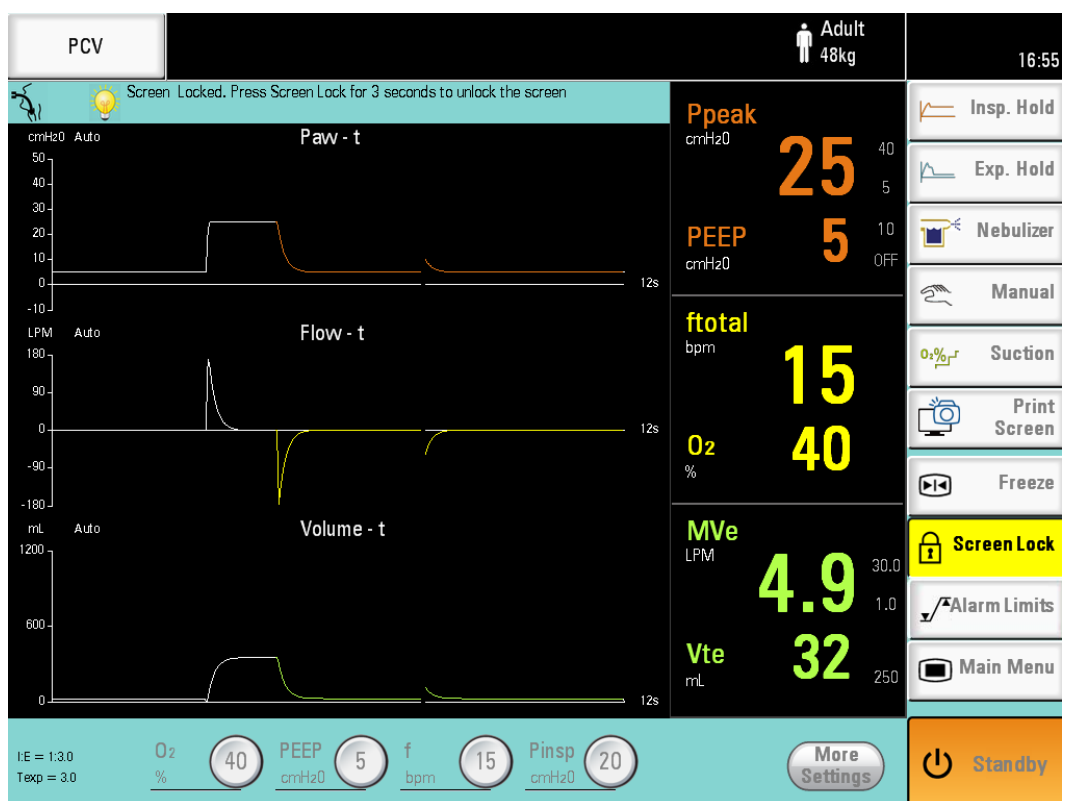 PCV
Adult
48kg
16:55
Screen Locked. Press Screen Lock for 3 seconds to unlock the screen
cmH20 Auto
Paw - t
50
40
30
20
10
0
-10
12s
LPM Auto
Flow - t
180
90
0
-90
-180
12s
mL Auto
Volume - t
1200
600
0
12s
Ppeak
cmH20
25
40
5
PEEP
cmH20
5
10
OFF
ftotal
bpm
15
O2
%
40
MVe
LPM
4.9
30.0
1.0
Vte
mL
32
250
Insp. Hold
Exp. Hold
Nebulizer
Manual
O2% Suction
Print
Screen
Freeze
Screen Lock
Alarm Limits
Main Menu
Standby
I:E = 1:3.0
Texp = 3.0
O2
%
40
PEEP
cmH20
5
f
bpm
15
Pinsp
cmH20
20
More
Settings